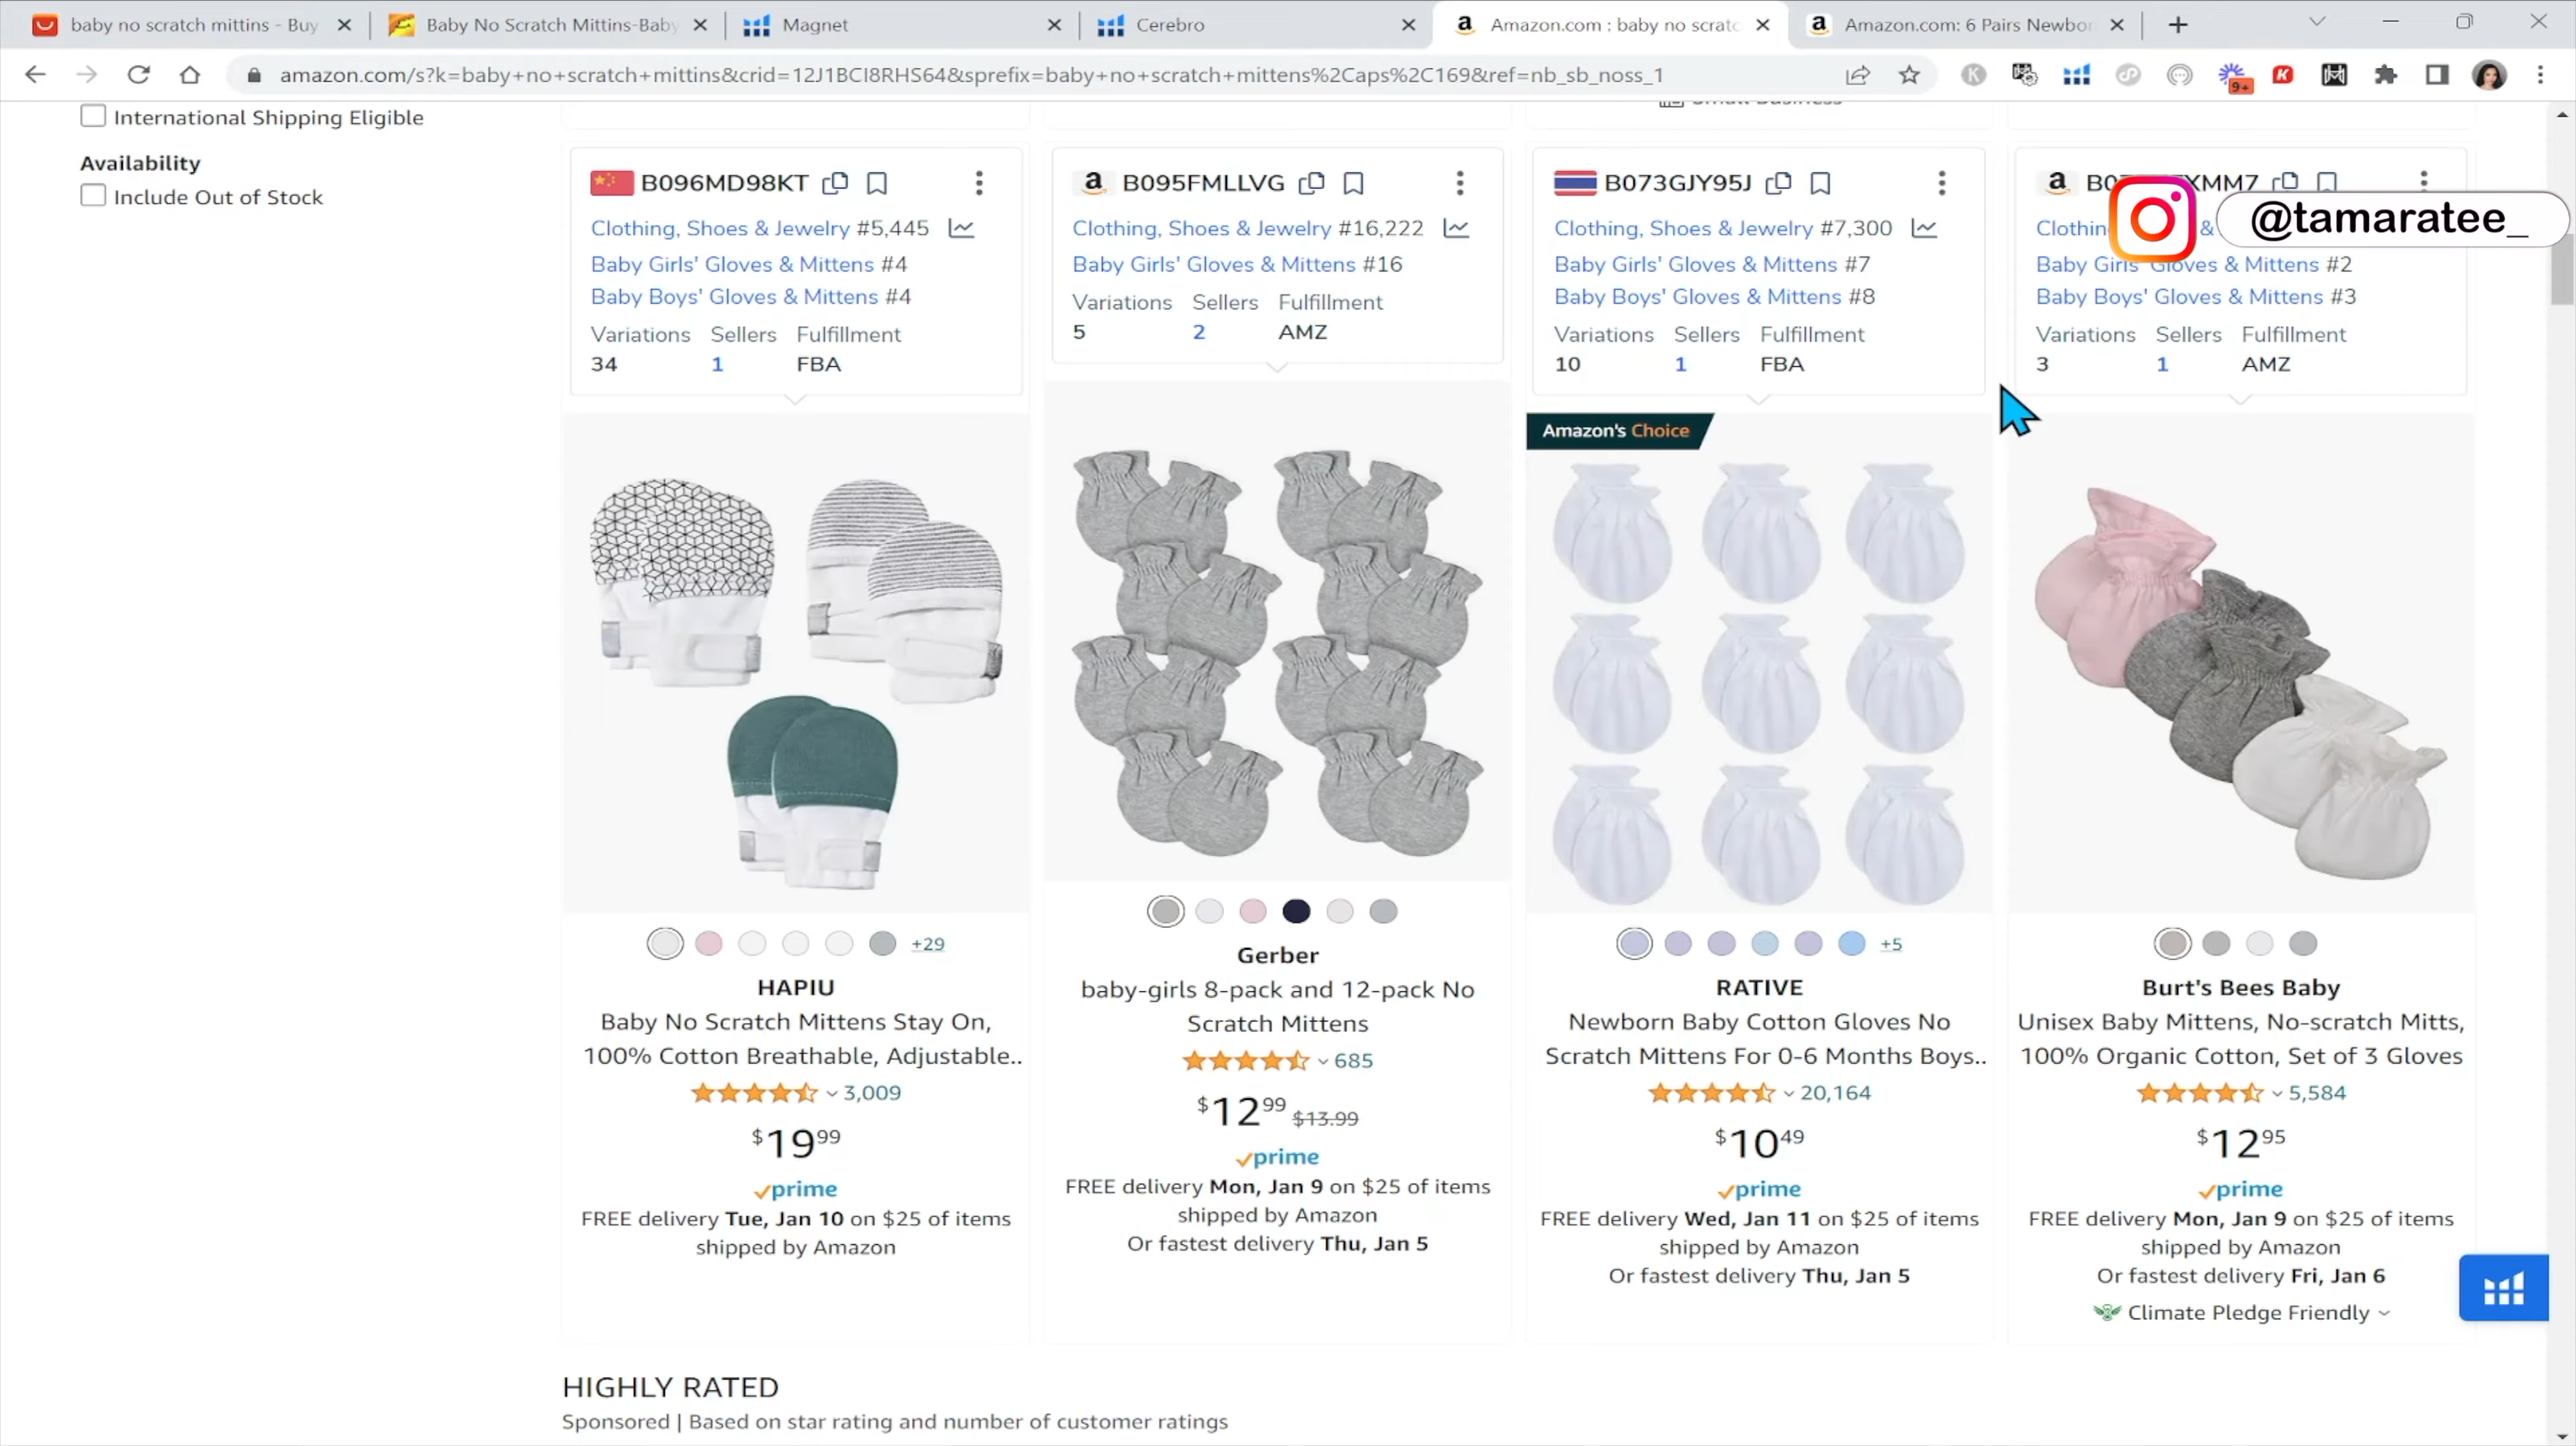 baby no scratch mittins - Buy
Baby No Scratch Mittins-Baby
Magnet
Cerebro
Amazon.com : baby no scratc
Amazon.com: 6 Pairs Newbor
amazon.com/s?k=baby+no+scratch+mittins&crid=12J1BCI8RHS64&sprefix=baby+no+scratch+mittens%2Caps%2C169&ref=nb_sb_noss_1
9+
International Shipping Eligible
Availability
Include Out of Stock
Small Business
@tamaratee_
B096MD98KT
Clothing, Shoes & Jewelry #5,445
Baby Girls' Gloves & Mittens #4
Baby Boys' Gloves & Mittens #4
Variations Sellers Fulfillment
34 1 FBA
+29
HAPIU
Baby No Scratch Mittens Stay On,
100% Cotton Breathable, Adjustable..
3,009
$19.99
prime
FREE delivery Tue, Jan 10 on $25 of items
shipped by Amazon
B095FMLLVG
Clothing, Shoes & Jewelry #16,222
Baby Girls' Gloves & Mittens #16
Variations Sellers Fulfillment
5 2 AMZ
Gerber
baby-girls 8-pack and 12-pack No
Scratch Mittens
685
$12.99 $13.99
prime
FREE delivery Mon, Jan 9 on $25 of items
shipped by Amazon
Or fastest delivery Thu, Jan 5
B073GJY95J
Clothing, Shoes & Jewelry #7,300
Baby Girls' Gloves & Mittens #7
Baby Boys' Gloves & Mittens #8
Variations Sellers Fulfillment
10 1 FBA
Amazon's Choice
+5
RATIVE
Newborn Baby Cotton Gloves No
Scratch Mittens For 0-6 Months Boys..
20,164
$10.49
prime
FREE delivery Wed, Jan 11 on $25 of items
shipped by Amazon
Or fastest delivery Thu, Jan 5
Baby Girls' Gloves & Mittens #2
Baby Boys' Gloves & Mittens #3
Variations Sellers Fulfillment
3 1 AMZ
Burt's Bees Baby
Unisex Baby Mittens, No-scratch Mitts,
100% Organic Cotton, Set of 3 Gloves
5,584
$12.95
prime
FREE delivery Mon, Jan 9 on $25 of items
shipped by Amazon
Or fastest delivery Fri, Jan 6
Climate Pledge Friendly
HIGHLY RATED
Sponsored | Based on star rating and number of customer ratings